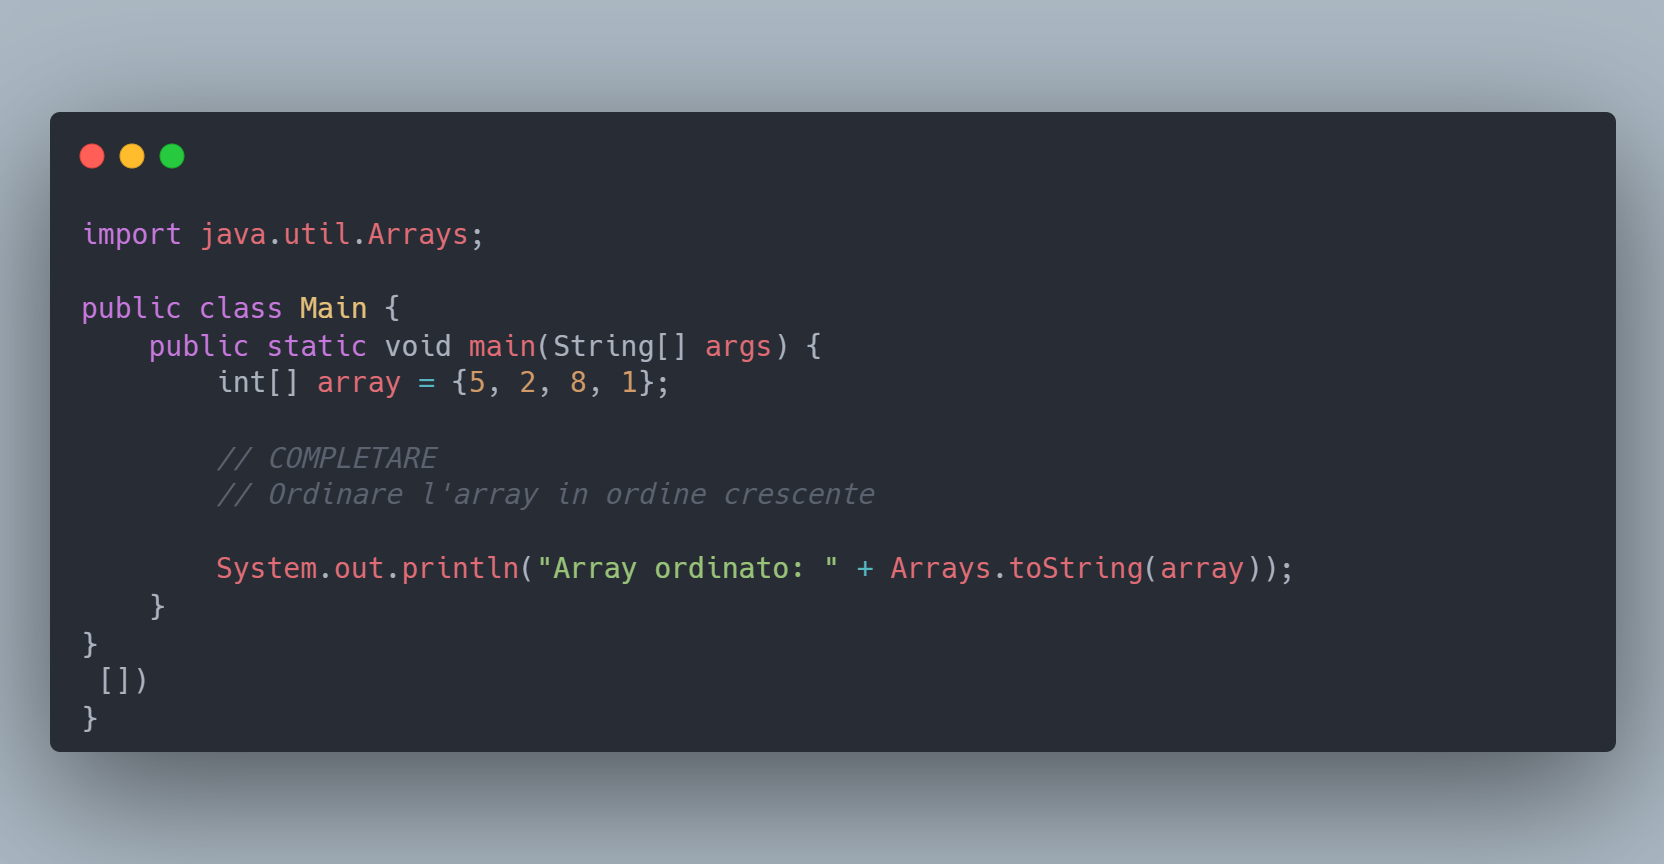 import java.util.Arrays;
public class Main {
    public static void main(String[] args) {
        int[] array = {5, 2, 8, 1};
        // COMPLETARE
        // Ordinare l'array in ordine crescente
        System.out.println("Array ordinato: " + Arrays.toString(array));
    }
}
 [])
}